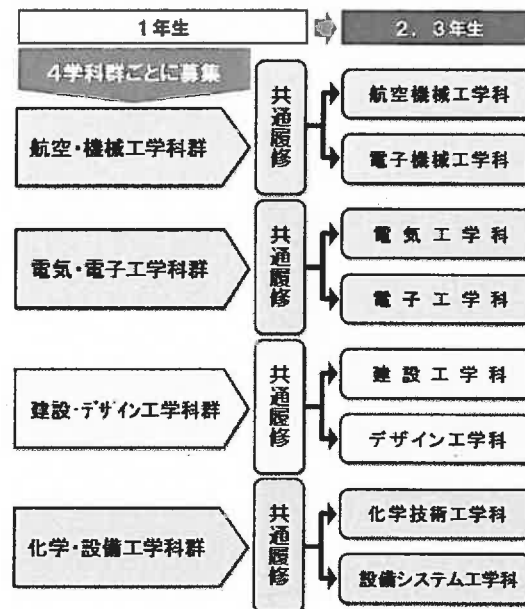 1年生
2．3年生
4学科群ごとに募集
航空・機械工学科群
共通履修
航空機械工学科
電子機械工学科
電気・電子工学科群
共通履修
電気工学科
電子工学科
建設・デザイン工学科群
共通履修
建設工学科
デザイン工学科
化学・設備工学科群
共通履修
化学技術工学科
設備システム工学科